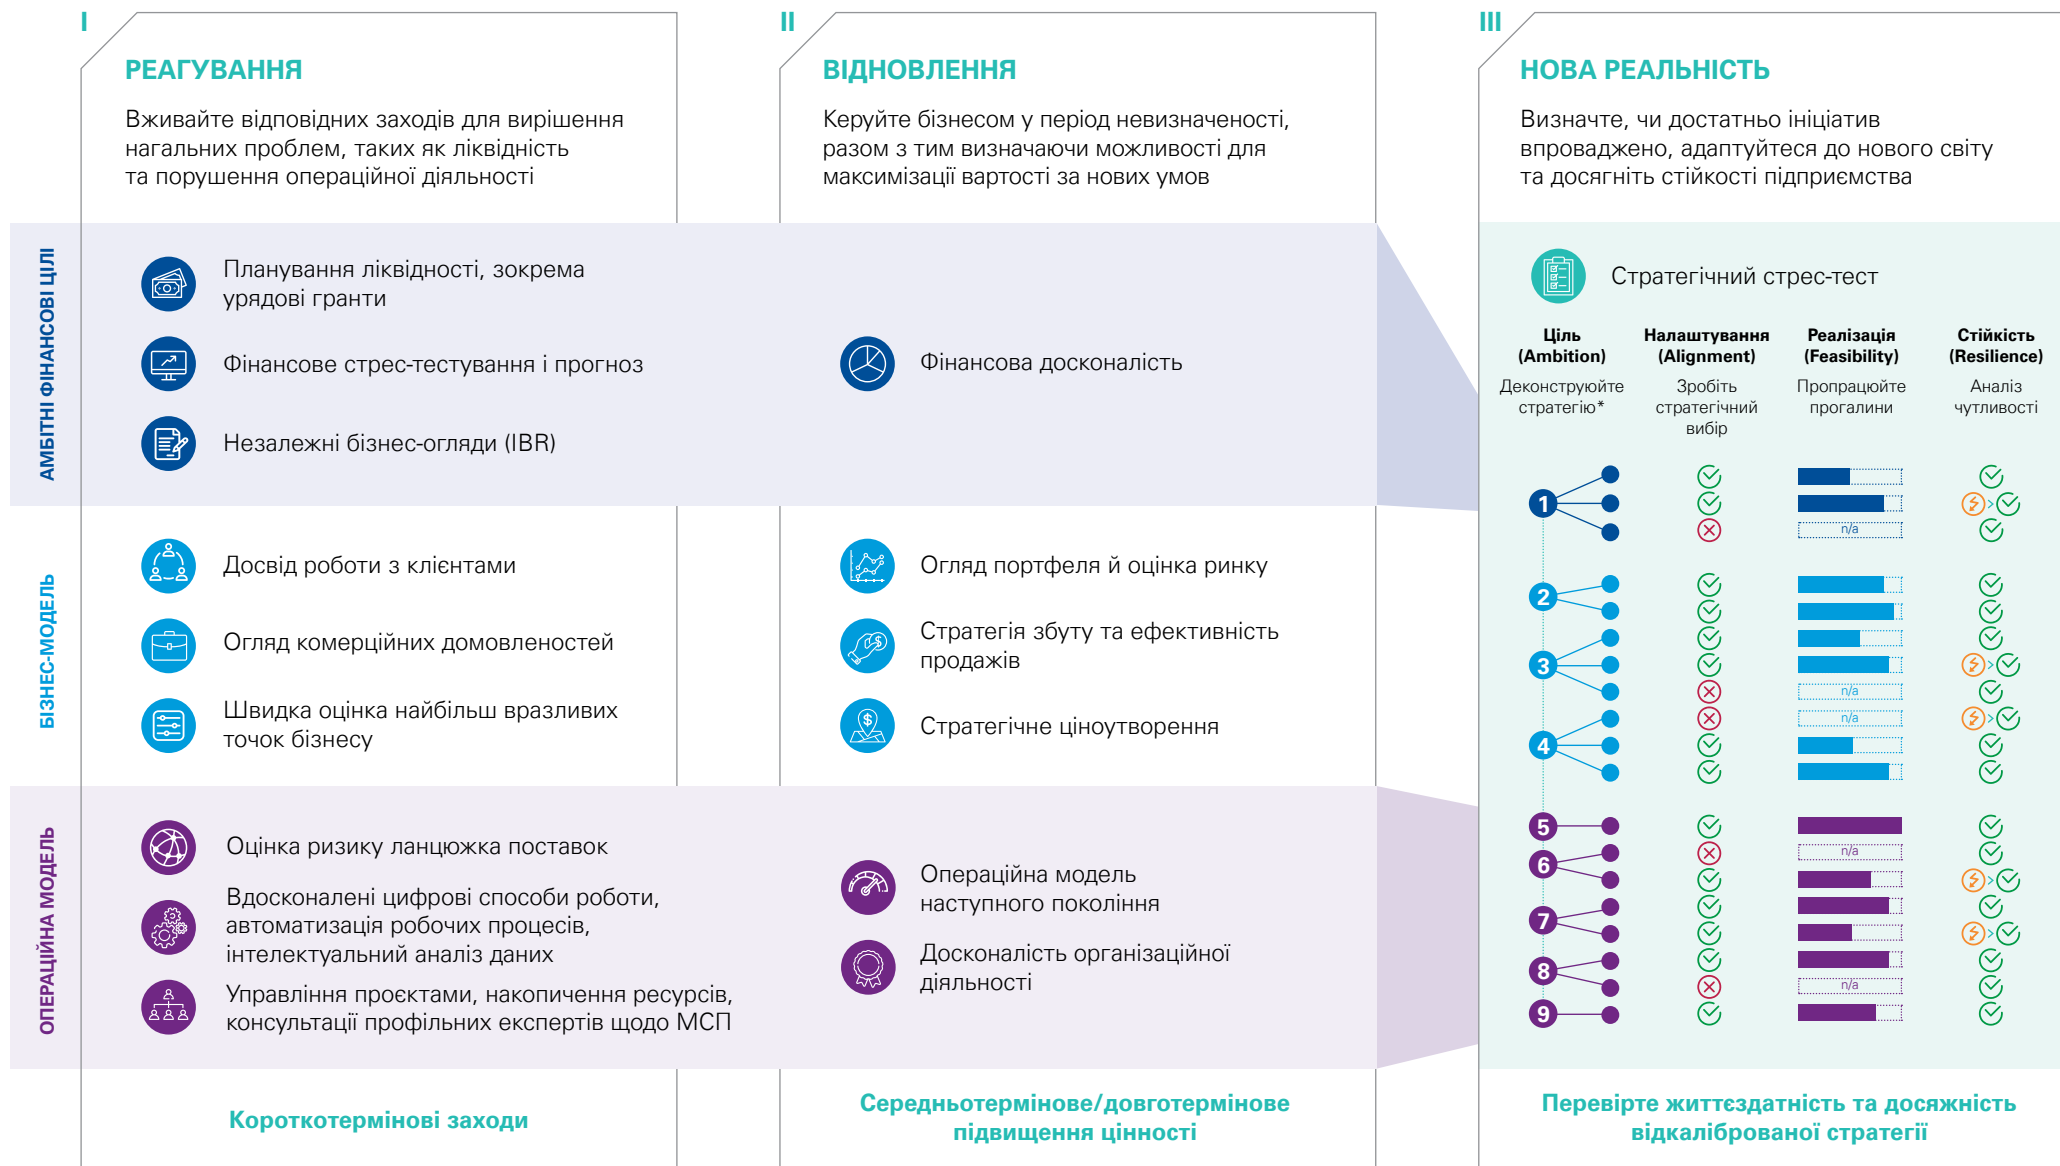 I
РЕАГУВАННЯ
Вживайте відповідних заходів для вирішення
нагальних проблем, таких як ліквідність
та порушення операційної діяльності
II
ВІДНОВЛЕННЯ
Керуйте бізнесом у період невизначеності,
разом з тим визначаючи можливості для
максимізації вартості за нових умов
III
НОВА РЕАЛЬНІСТЬ
Визначте, чи достатньо ініціатив
впроваджено, адаптуйтеся до нового світу
та досягніть стійкості підприємства
АМБІТНІ ФІНАНСОВІ ЦІЛІ
Планування ліквідності, зокрема
урядові гранти
Фінансове стрес-тестування і прогноз
Незалежні бізнес-огляди (IBR)
Фінансова досконалість
БІЗНЕС-МОДЕЛЬ
Досвід роботи з клієнтами
Огляд комерційних домовленостей
Швидка оцінка найбільш вразливих
точок бізнесу
Огляд портфеля й оцінка ринку
Стратегія збуту та ефективність
продажів
Стратегічне ціноутворення
ОПЕРАЦІЙНА МОДЕЛЬ
Оцінка ризику ланцюжка поставок
Вдосконалені цифрові способи роботи,
автоматизація робочих процесів,
інтелектуальний аналіз даних
Управління проєктами, накопичення ресурсів,
консультації профільних експертів щодо МСП
Операційна модель
наступного покоління
Досконалість організаційної
діяльності
Стратегічний стрес-тест
Ціль
(Ambition)
Деконструюйте
стратегію*
Налаштування
(Alignment)
Зробіть
стратегічний
вибір
Реалізація
(Feasibility)
Пропрацюйте
прогалини
Стійкість
(Resilience)
Аналіз
чутливості
1
n/a
2
3
n/a
n/a
4
5
6
n/a
7
8
n/a
9
Короткотермінові заходи
Середньотермінове/довготермінове
підвищення цінності
Перевірте життєздатність та досяжність
відкаліброваної стратегії